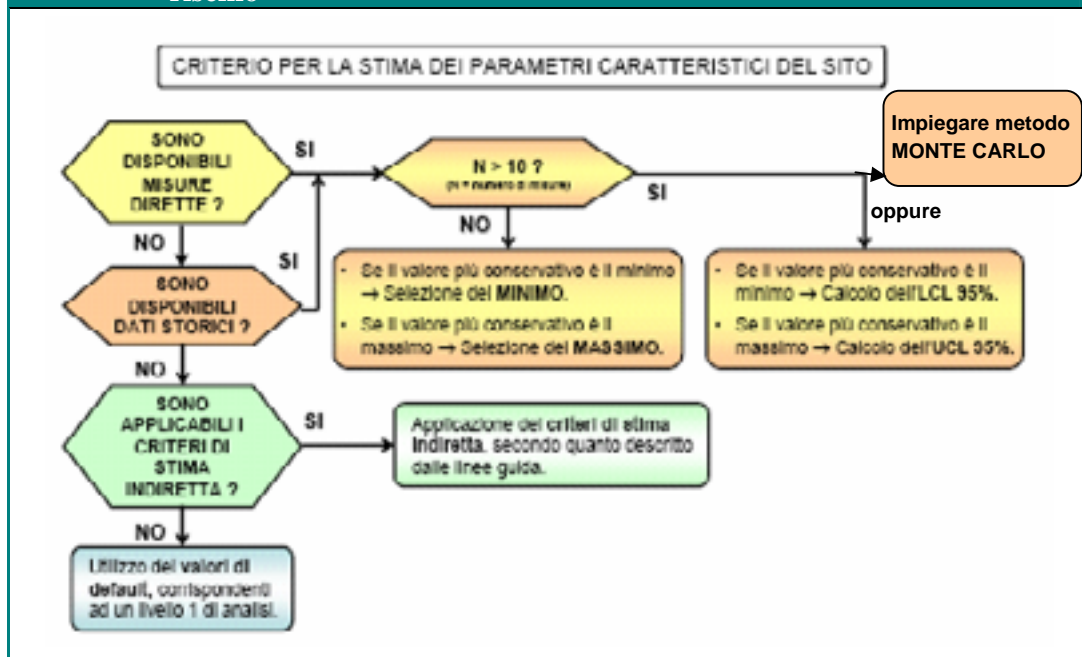 CRITERIO PER LA STIMA DEI PARAMETRI CARATTERISTICI DEL SITO
Impiegare metodo
MONTE CARLO
SONO
DISPONIBILI
MISURE
DIRETTE ?
SI
N > 10 ?
(N = numero di misure)
SI
oppure
NO
NO
SI
SONO
DISPONIBILI
DATI STORICI ?
• Se il valore più conservativo è il minimo
→ Selezione del MINIMO.
• Se il valore più conservativo è il
massimo → Selezione del MASSIMO.
• Se il valore più conservativo è il
minimo → Calcolo dell'LCL 95%.
• Se il valore più conservativo è il
massimo → Calcolo dell'UCL 95%.
NO
SONO
APPLICABILI I
CRITERI DI
STIMA
INDIRETTA ?
SI
Applicazione dei criteri di stima
indiretta, secondo quanto descritto
dalle linee guida.
NO
Utilizzo dei valori di
default, corrispondenti
ad un livello 1 di analisi.